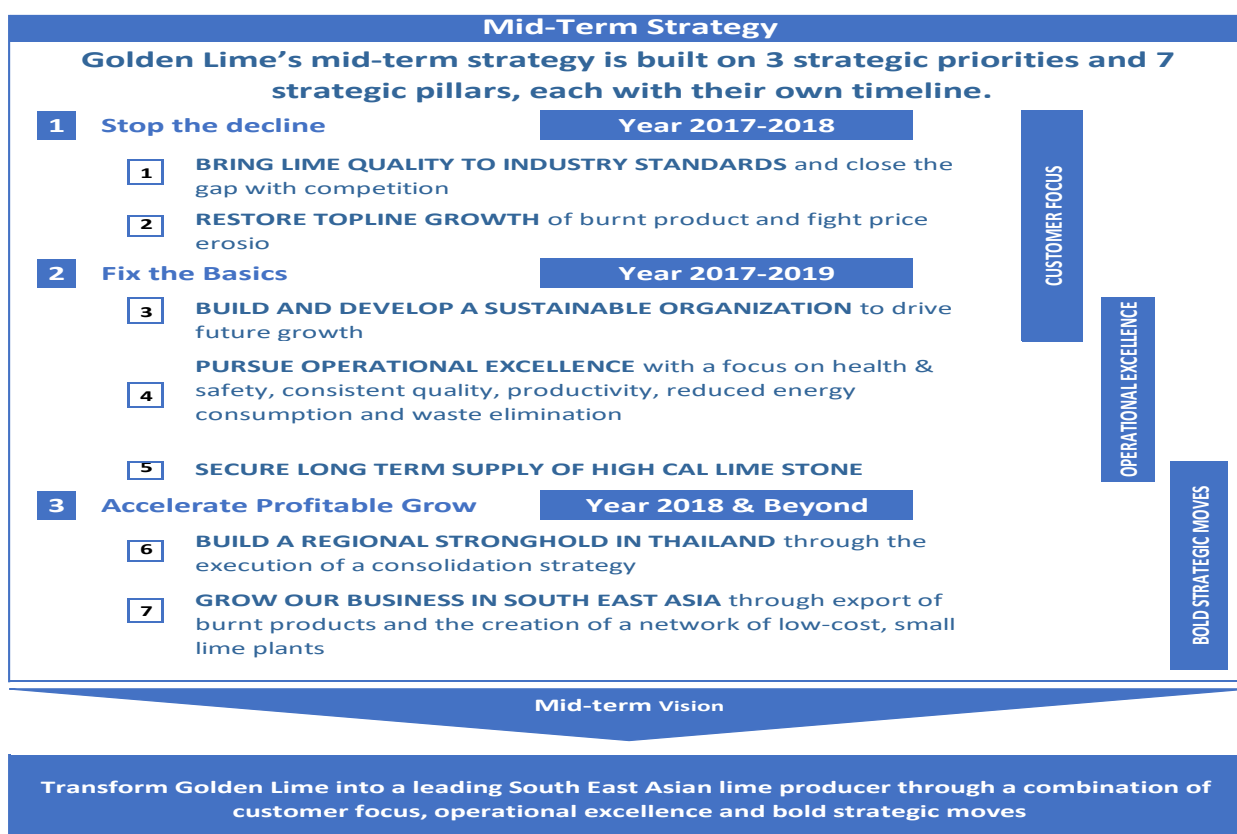 Mid-Term Strategy
Golden Lime’s mid-term strategy is built on 3 strategic priorities and 7
strategic pillars, each with their own timeline.
1 Stop the decline Year 2017-2018
1 BRING LIME QUALITY TO INDUSTRY STANDARDS and close the
gap with competition
2 RESTORE TOPLINE GROWTH of burnt product and fight price
erosio
2 Fix the Basics Year 2017-2019
3 BUILD AND DEVELOP A SUSTAINABLE ORGANIZATION to drive
future growth
PURSUE OPERATIONAL EXCELLENCE with a focus on health &
4 safety, consistent quality, productivity, reduced energy
consumption and waste elimination
5 SECURE LONG TERM SUPPLY OF HIGH CAL LIME STONE
3 Accelerate Profitable Grow Year 2018 & Beyond
6 BUILD A REGIONAL STRONGHOLD IN THAILAND through the
execution of a consolidation strategy
7 GROW OUR BUSINESS IN SOUTH EAST ASIA through export of
burnt products and the creation of a network of low-cost, small
lime plants
CUSTOMER FOCUS
OPERATIONAL EXCELLENCE
BOLD STRATEGIC MOVES
Mid-term Vision
Transform Golden Lime into a leading South East Asian lime producer through a combination of
customer focus, operational excellence and bold strategic moves